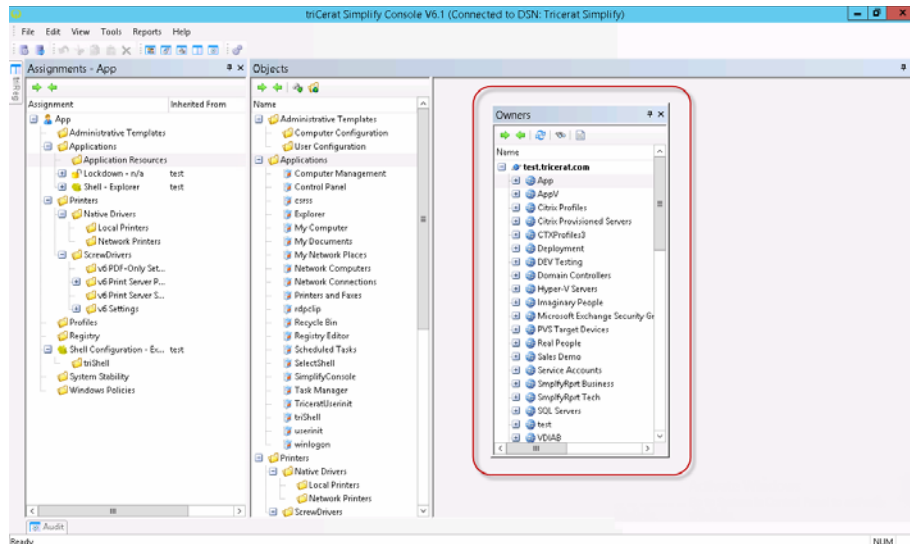 triCerat Simplify Console V6.1 (Connected to DSN: Tricerat Simplify)
File Edit View Tools Reports Help
triReg
Assignments - App
Assignment Inherited From
App
Administrative Templates
Applications
Application Resources
Lockdown - n/a test
Shell - Explorer test
Printers
Native Drivers
Local Printers
Network Printers
ScrewDrivers
v6 PDF-Only Set...
v6 Print Server P...
v6 Print Server S...
v6 Settings
Profiles
Registry
Shell Configuration - Ex... test
triShell
System Stability
Windows Policies
Objects
Name
Administrative Templates
Computer Configuration
User Configuration
Applications
Computer Management
Control Panel
csrss
Explorer
My Computer
My Documents
My Network Places
Network Computers
Network Connections
Printers and Faxes
rdpclip
Recycle Bin
Registry Editor
Scheduled Tasks
SelectShell
SimplifyConsole
Task Manager
TriceratUserinit
triShell
userinit
winlogon
Printers
Native Drivers
Local Printers
Network Printers
ScrewDrivers
Owners
Name
test.tricerat.com
App
AppV
Citrix Profiles
Citrix Provisioned Servers
CTXProfiles3
Deployment
DEV Testing
Domain Controllers
Hyper-V Servers
Imaginary People
Microsoft Exchange Security Gr
PVS Target Devices
Real People
Sales Demo
Service Accounts
SmplfyRprt Business
SmplfyRprt Tech
SQL Servers
test
VDIAB
Audit
Ready NUM